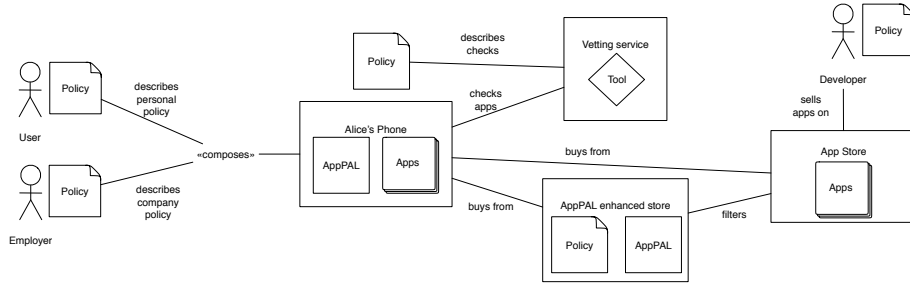 Policy
describes
personal
policy
User
Policy
describes
company
policy
Employer
«composes»
Policy
describes
checks
checks
apps
Vetting service
Tool
Alice's Phone
AppPAL
Apps
buys from
buys from
AppPAL enhanced store
Policy
AppPAL
filters
Policy
Developer
sells
apps on
App Store
Apps